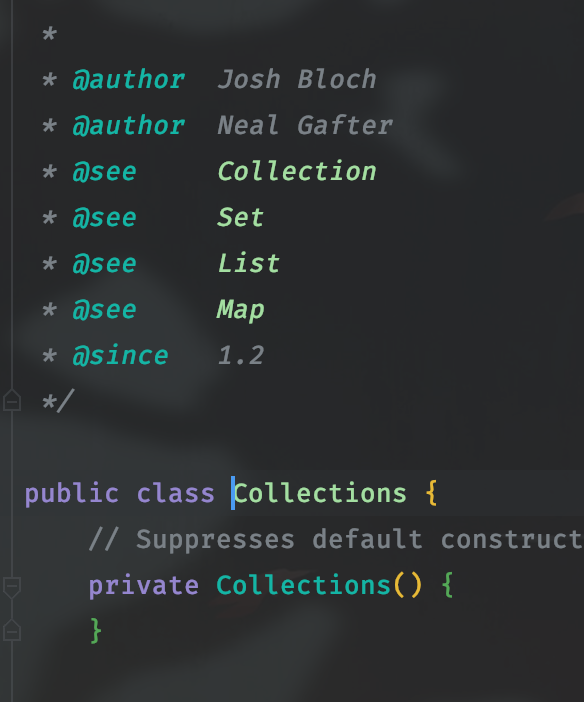 *
* @author  Josh Bloch
* @author  Neal Gafter
* @see     Collection
* @see     Set
* @see     List
* @see     Map
* @since   1.2
*/
public class Collections {
// Suppresses default construct
private Collections() {
}